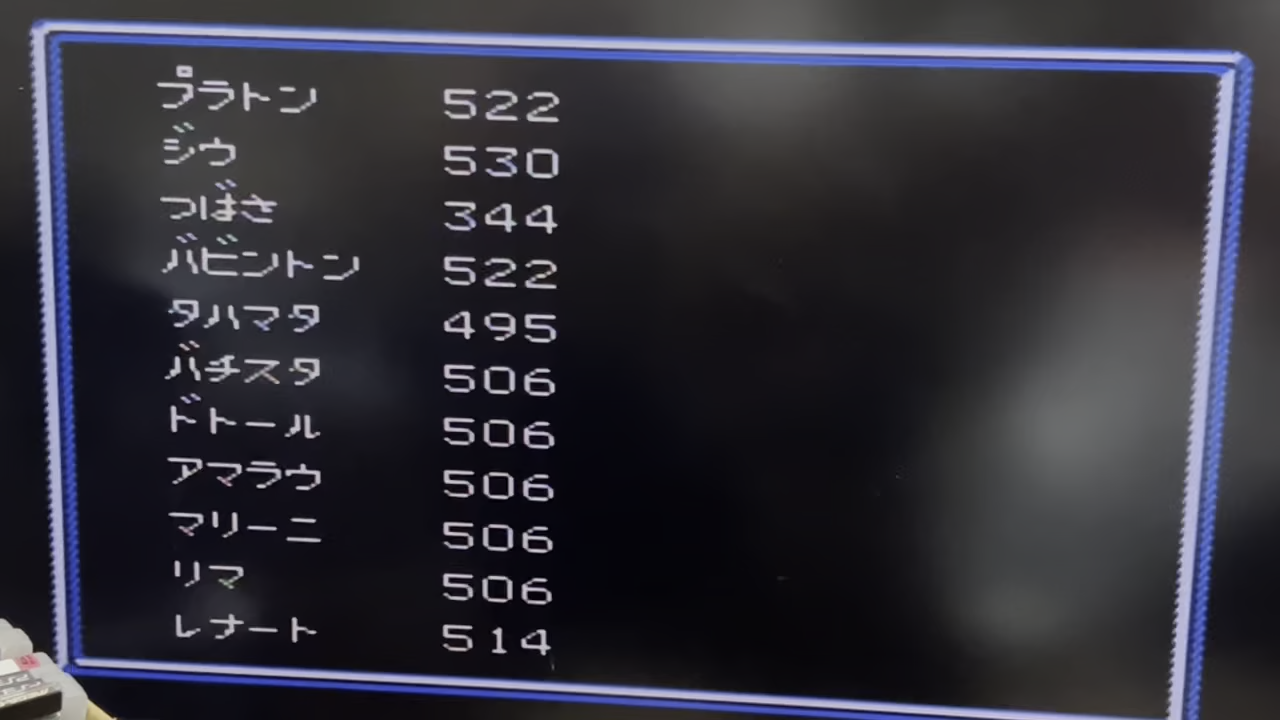 プラトン 522
ジウ 530
つばさ 344
バビントン 522
タハマタ 495
バチスタ 506
ドトール 506
アマラウ 506
マリーニ 506
リマ 506
レナート 514